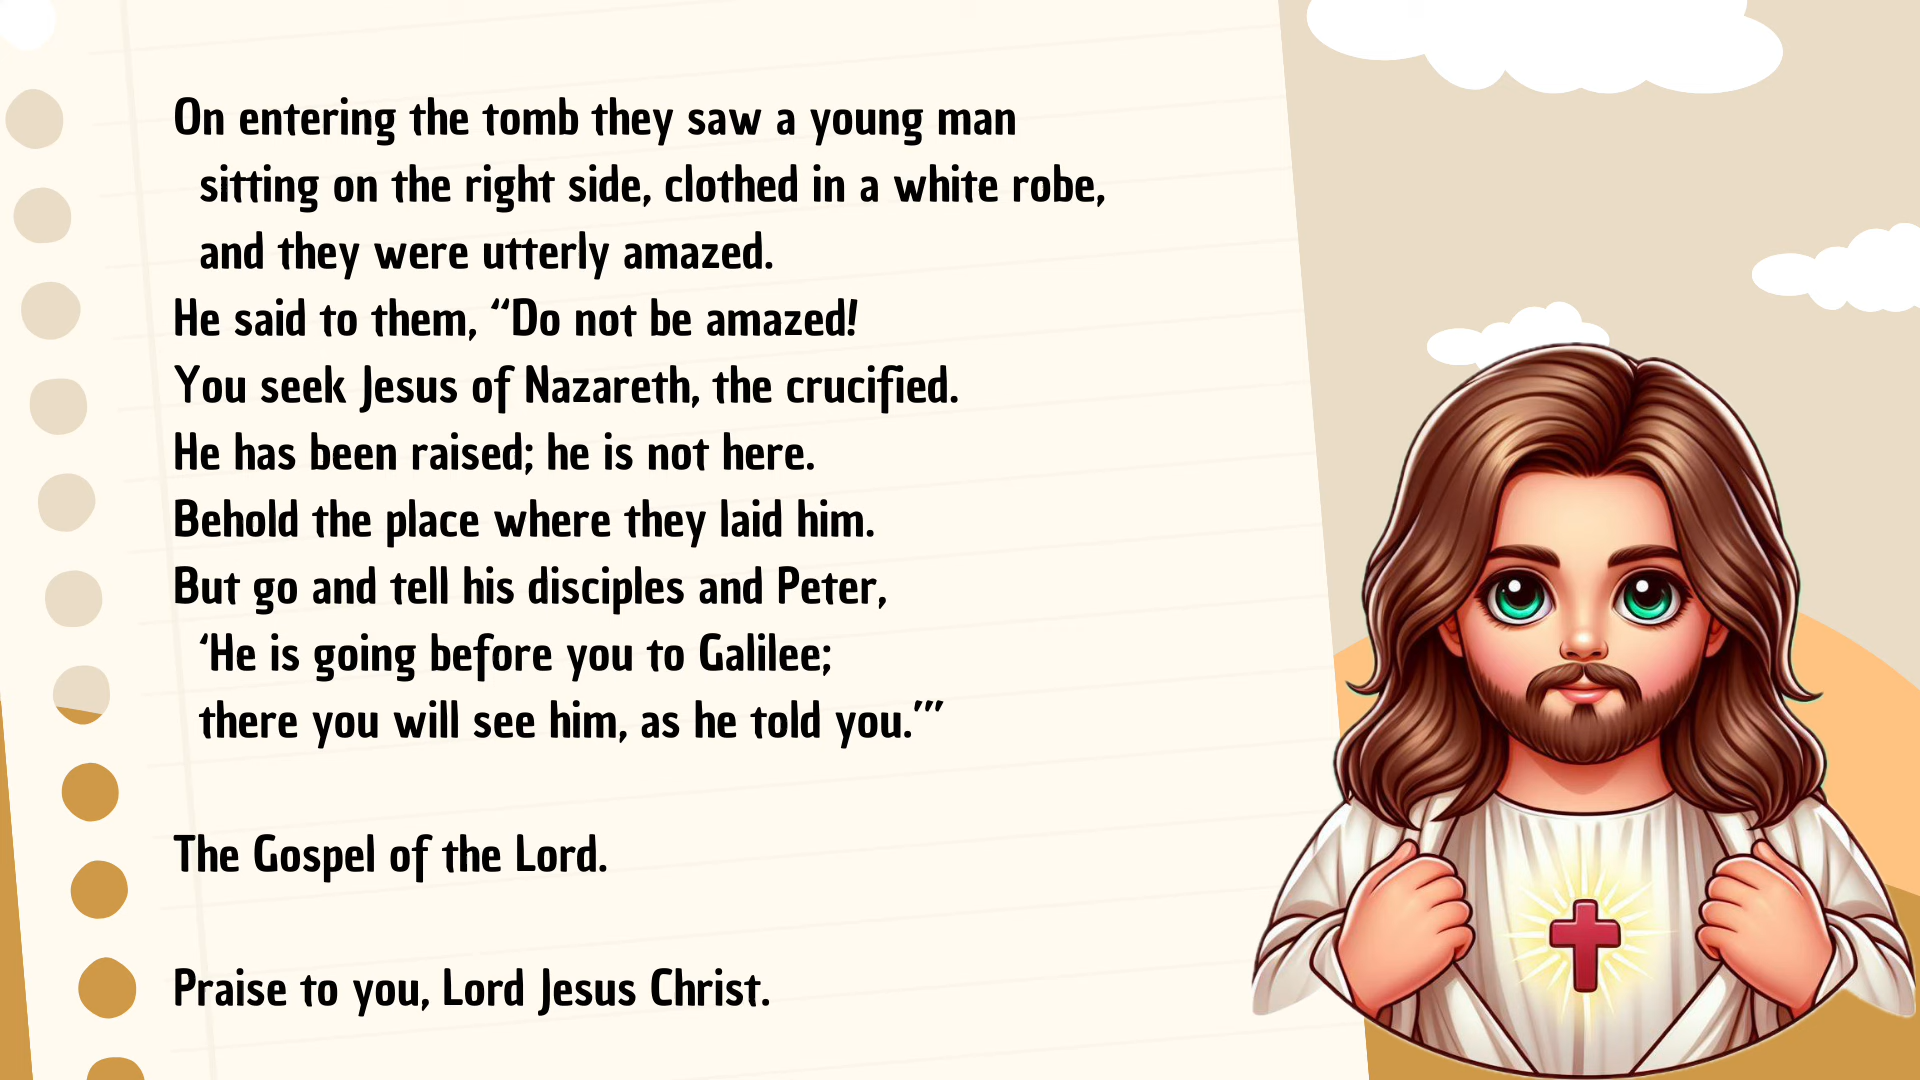 On entering the tomb they saw a young man
sitting on the right side, clothed in a white robe,
and they were utterly amazed.
He said to them, “Do not be amazed!
You seek Jesus of Nazareth, the crucified.
He has been raised; he is not here.
Behold the place where they laid him.
But go and tell his disciples and Peter,
‘He is going before you to Galilee;
there you will see him, as he told you.’”
The Gospel of the Lord.
Praise to you, Lord Jesus Christ.